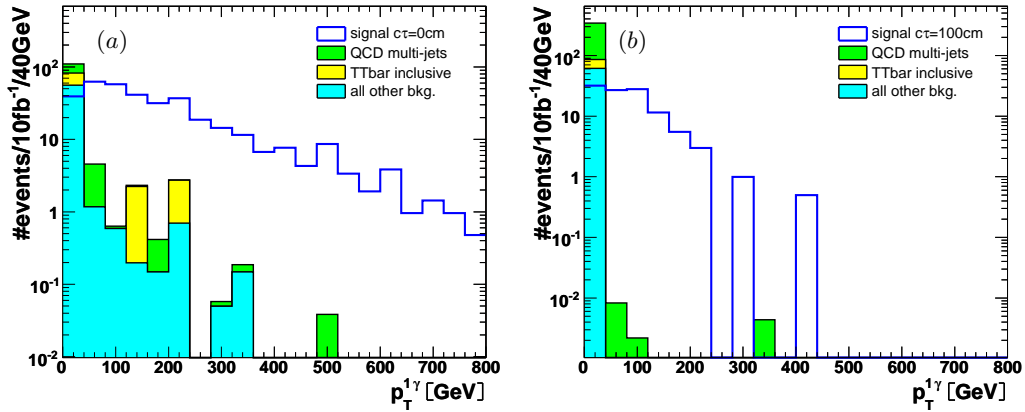 (a)
signal cτ=0cm
QCD multi-jets
TTbar inclusive
all other bkg.
#events/10fb⁻¹/40GeV
10²
10
1
10⁻¹
10⁻²
0 100 200 300 400 500 600 700 800
p_T^{1γ} [GeV]
(b)
signal cτ=100cm
QCD multi-jets
TTbar inclusive
all other bkg.
#events/10fb⁻¹/40GeV
10²
10
1
10⁻¹
10⁻²
0 100 200 300 400 500 600 700 800
p_T^{1γ} [GeV]